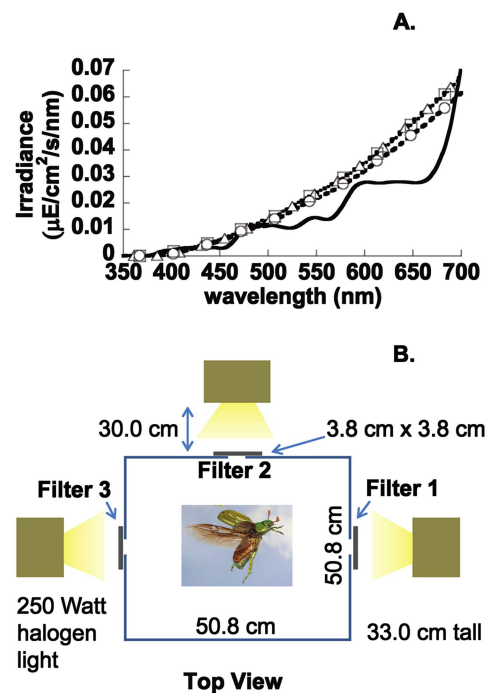 A.
Irradiance
(µE/cm²/s/nm)
0.07
0.06
0.05
0.04
0.03
0.02
0.01
0
350 400 450 500 550 600 650 700
wavelength (nm)
B.
30.0 cm
3.8 cm x 3.8 cm
Filter 2
Filter 3
Filter 1
50.8 cm
250 Watt
halogen
light
50.8 cm
33.0 cm tall
Top View